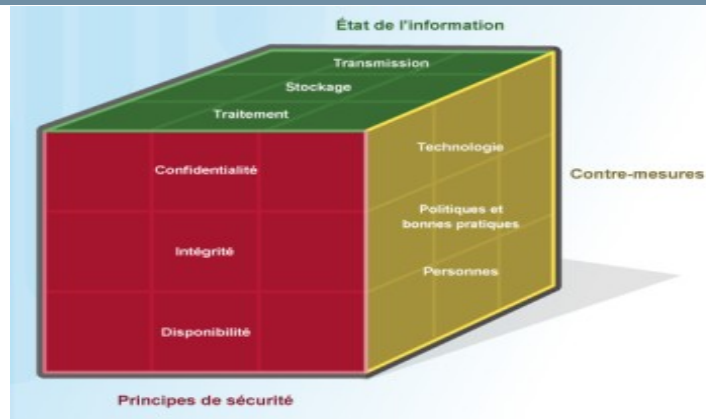 État de l'information
Transmission
Stockage
Traitement
Confidentialité
Intégrité
Disponibilité
Technologie
Politiques et
bonnes pratiques
Personnes
Contre-mesures
Principes de sécurité